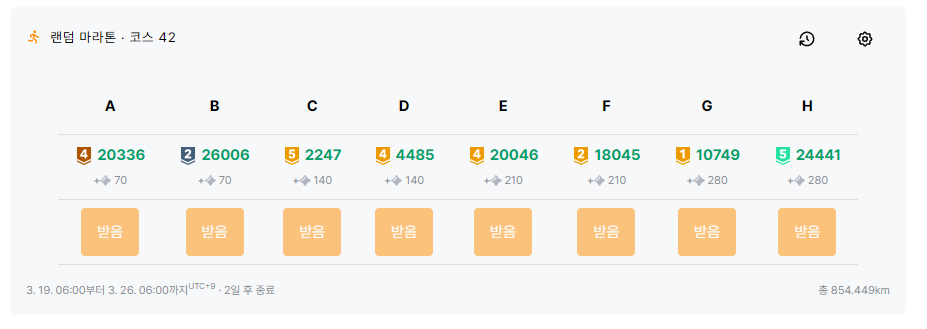 랜덤 마라톤 · 코스 42
A B C D E F G H
4 20336 2 26006 5 2247 4 4485 4 20046 2 18045 1 10749 5 24441
+70 +70 +140 +140 +210 +210 +280 +280
받음 받음 받음 받음 받음 받음 받음 받음
3. 19. 06:00부터 3. 26. 06:00까지UTC+9 · 2일 후 종료 총 854.449km